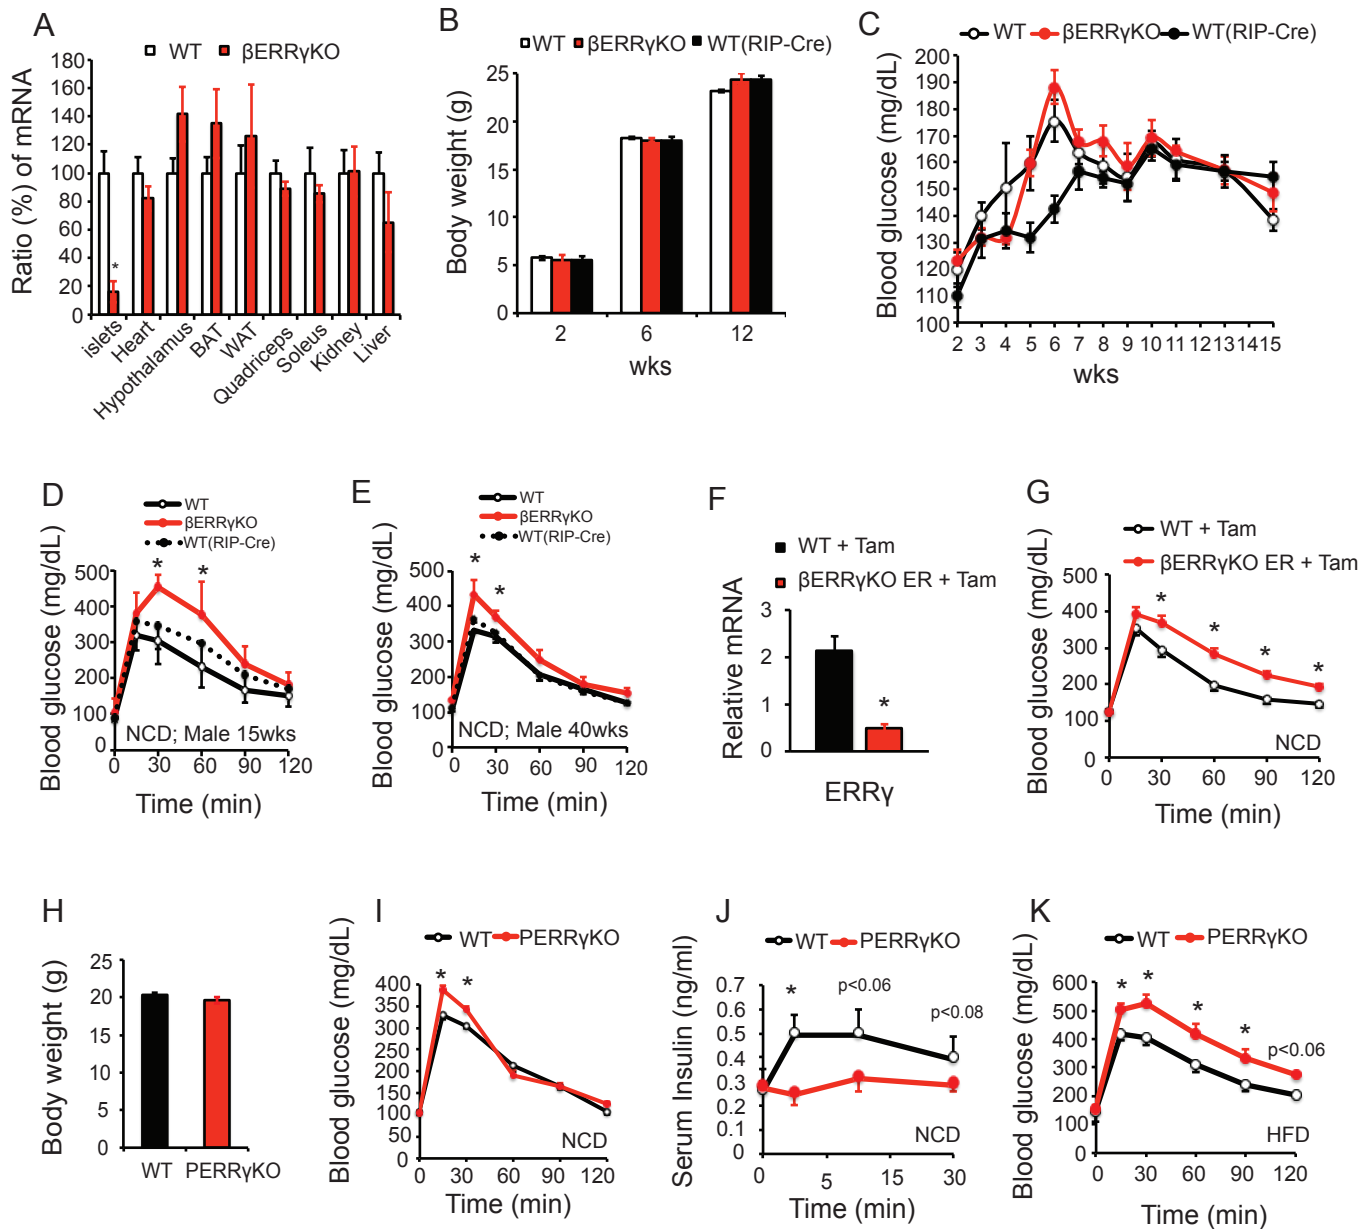 A
WT
βERRγKO
Ratio (%) of mRNA
180
160
140
120
100
80
60
40
20
0
*
islets
Heart
Hypothalamus
BAT
WAT
Quadriceps
Soleus
Kidney
Liver
B
WT
βERRγKO
WT(RIP-Cre)
Body weight (g)
25
20
15
10
5
0
2
6
12
wks
C
WT
βERRγKO
WT(RIP-Cre)
Blood glucose (mg/dL)
200
190
180
170
160
150
140
130
120
110
100
2 3 4 5 6 7 8 9 10 11 12 13 14 15
wks
D
WT
βERRγKO
WT(RIP-Cre)
Blood glucose (mg/dL)
500
400
300
200
100
0
* *
NCD; Male 15wks
0 30 60 90 120
Time (min)
E
WT
βERRγKO
WT(RIP-Cre)
Blood glucose (mg/dL)
500
400
300
200
100
0
* *
NCD; Male 40wks
0 30 60 90 120
Time (min)
F
WT + Tam
βERRγKO ER + Tam
Relative mRNA
3
2
1
0
*
ERRγ
G
WT + Tam
βERRγKO ER + Tam
Blood glucose (mg/dL)
500
400
300
200
100
0
* * * *
NCD
0 30 60 90 120
Time (min)
H
Body weight (g)
25
20
15
10
5
0
WT
PERRγKO
I
WT
PERRγKO
Blood glucose (mg/dL)
400
350
300
250
200
150
100
50
0
* *
NCD
0 30 60 90 120
Time (min)
J
WT
PERRγKO
Serum Insulin (ng/ml)
0.8
0.7
0.6
0.5
0.4
0.3
0.2
0.1
0
*
p<0.06
p<0.08
NCD
0 5 15 30
Time (min)
K
WT
PERRγKO
Blood glucose (mg/dL)
600
500
400
300
200
100
0
* * * *
p<0.06
HFD
0 30 60 90 120
Time (min)